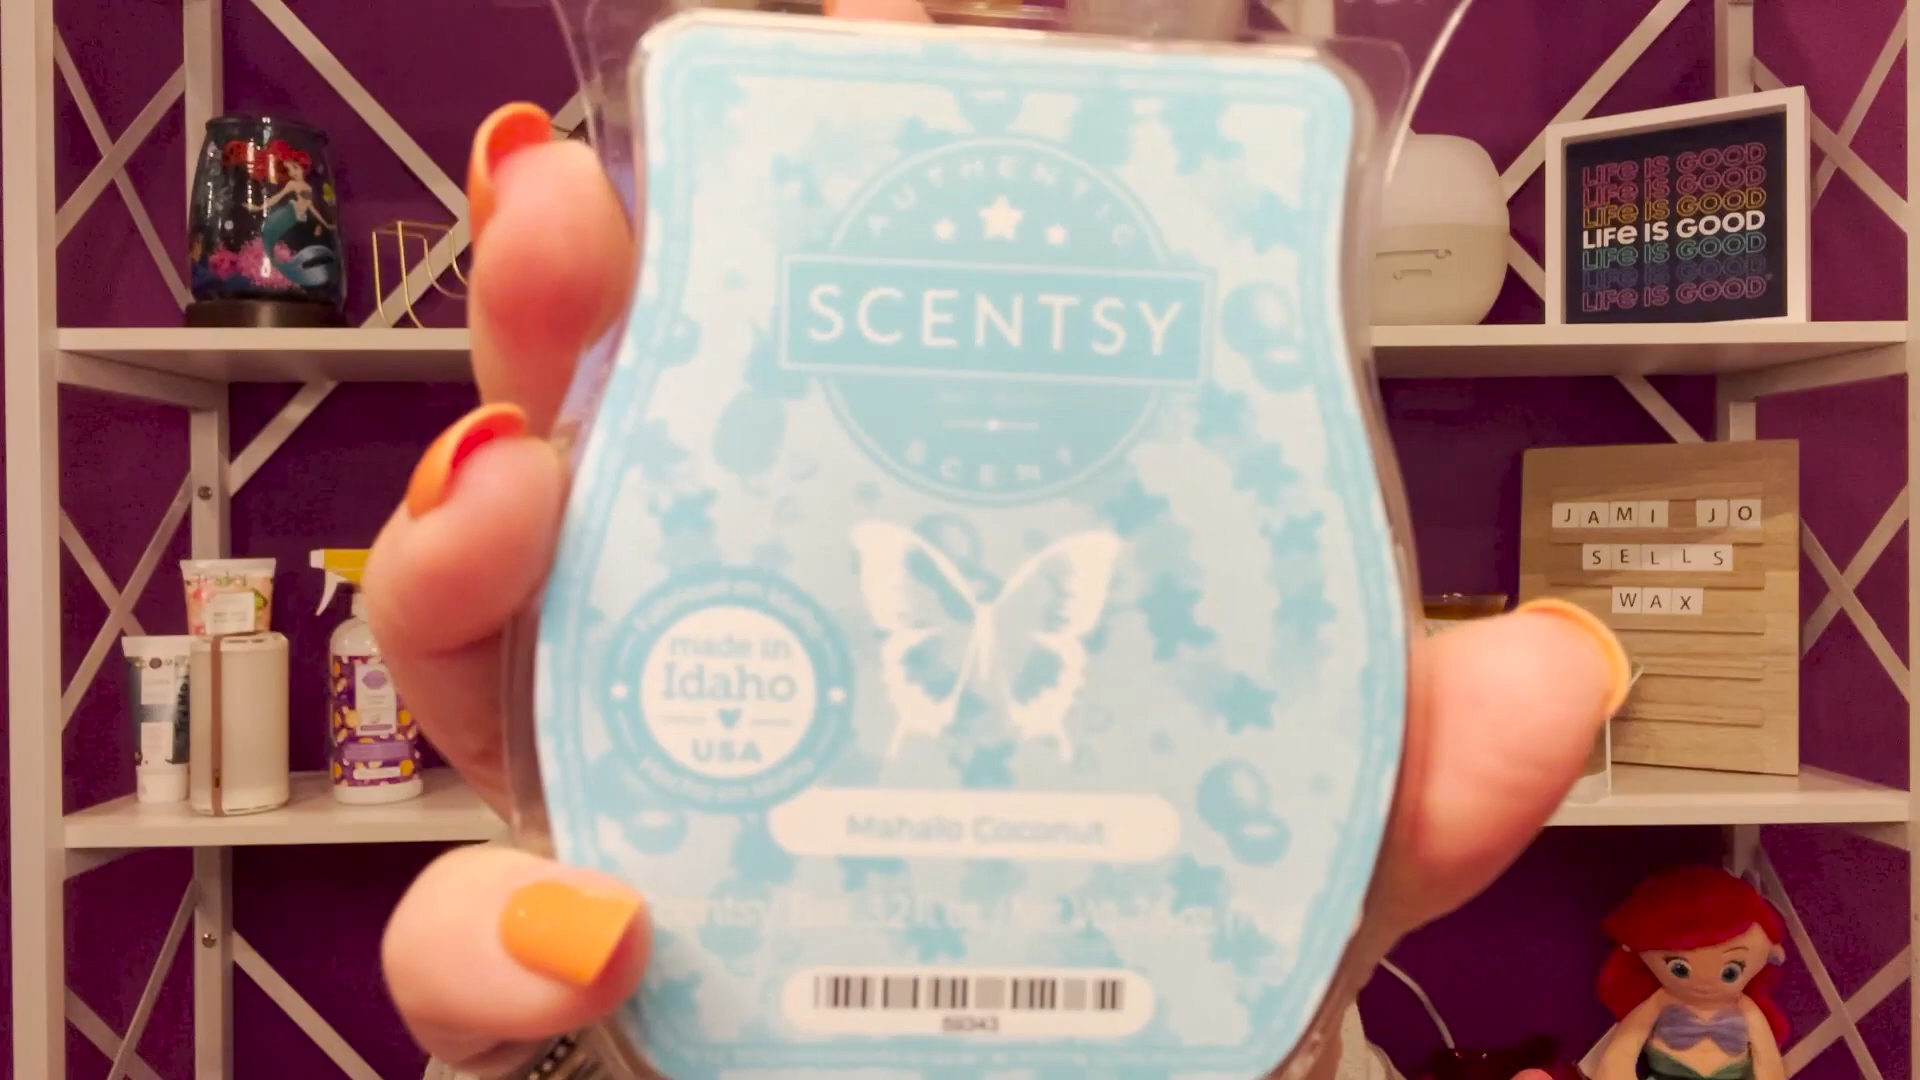 AUTHENTIC
SCENTSY
SCENT
made in
Idaho
USA
Mahalo Coconut
59343
LIFE IS GOOD
LIFE IS GOOD
LIFE IS GOOD
LIFE IS GOOD
LIFE IS GOOD
LIFE IS GOOD
LIFE IS GOOD
JAMI JO
SELLS
WAX